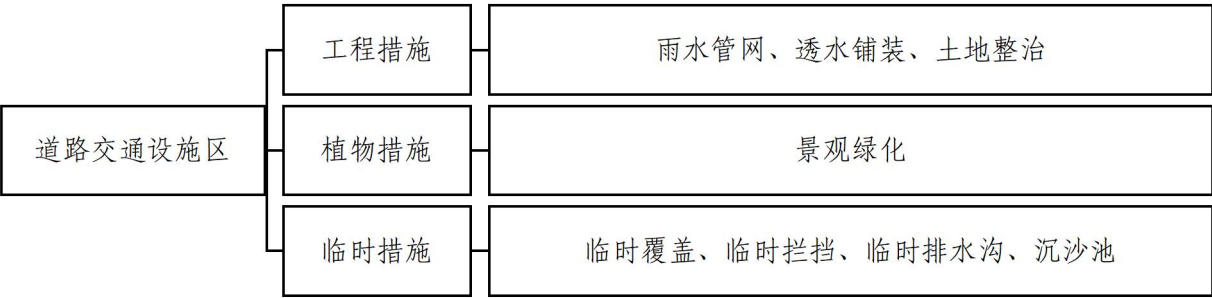 工程措施
雨水管网、透水铺装、土地整治
道路交通设施区
植物措施
景观绿化
临时措施
临时覆盖、临时拦挡、临时排水沟、沉沙池